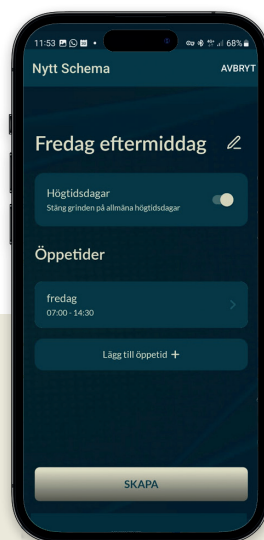 11:53
68%
Nytt Schema
AVBRYT
Fredag eftermiddag
Högtidsdagar
Stäng grinden på allmäna högtidsdagar
Öppetider
fredag
07:00 - 14:30
Lägg till öppetid +
SKAPA